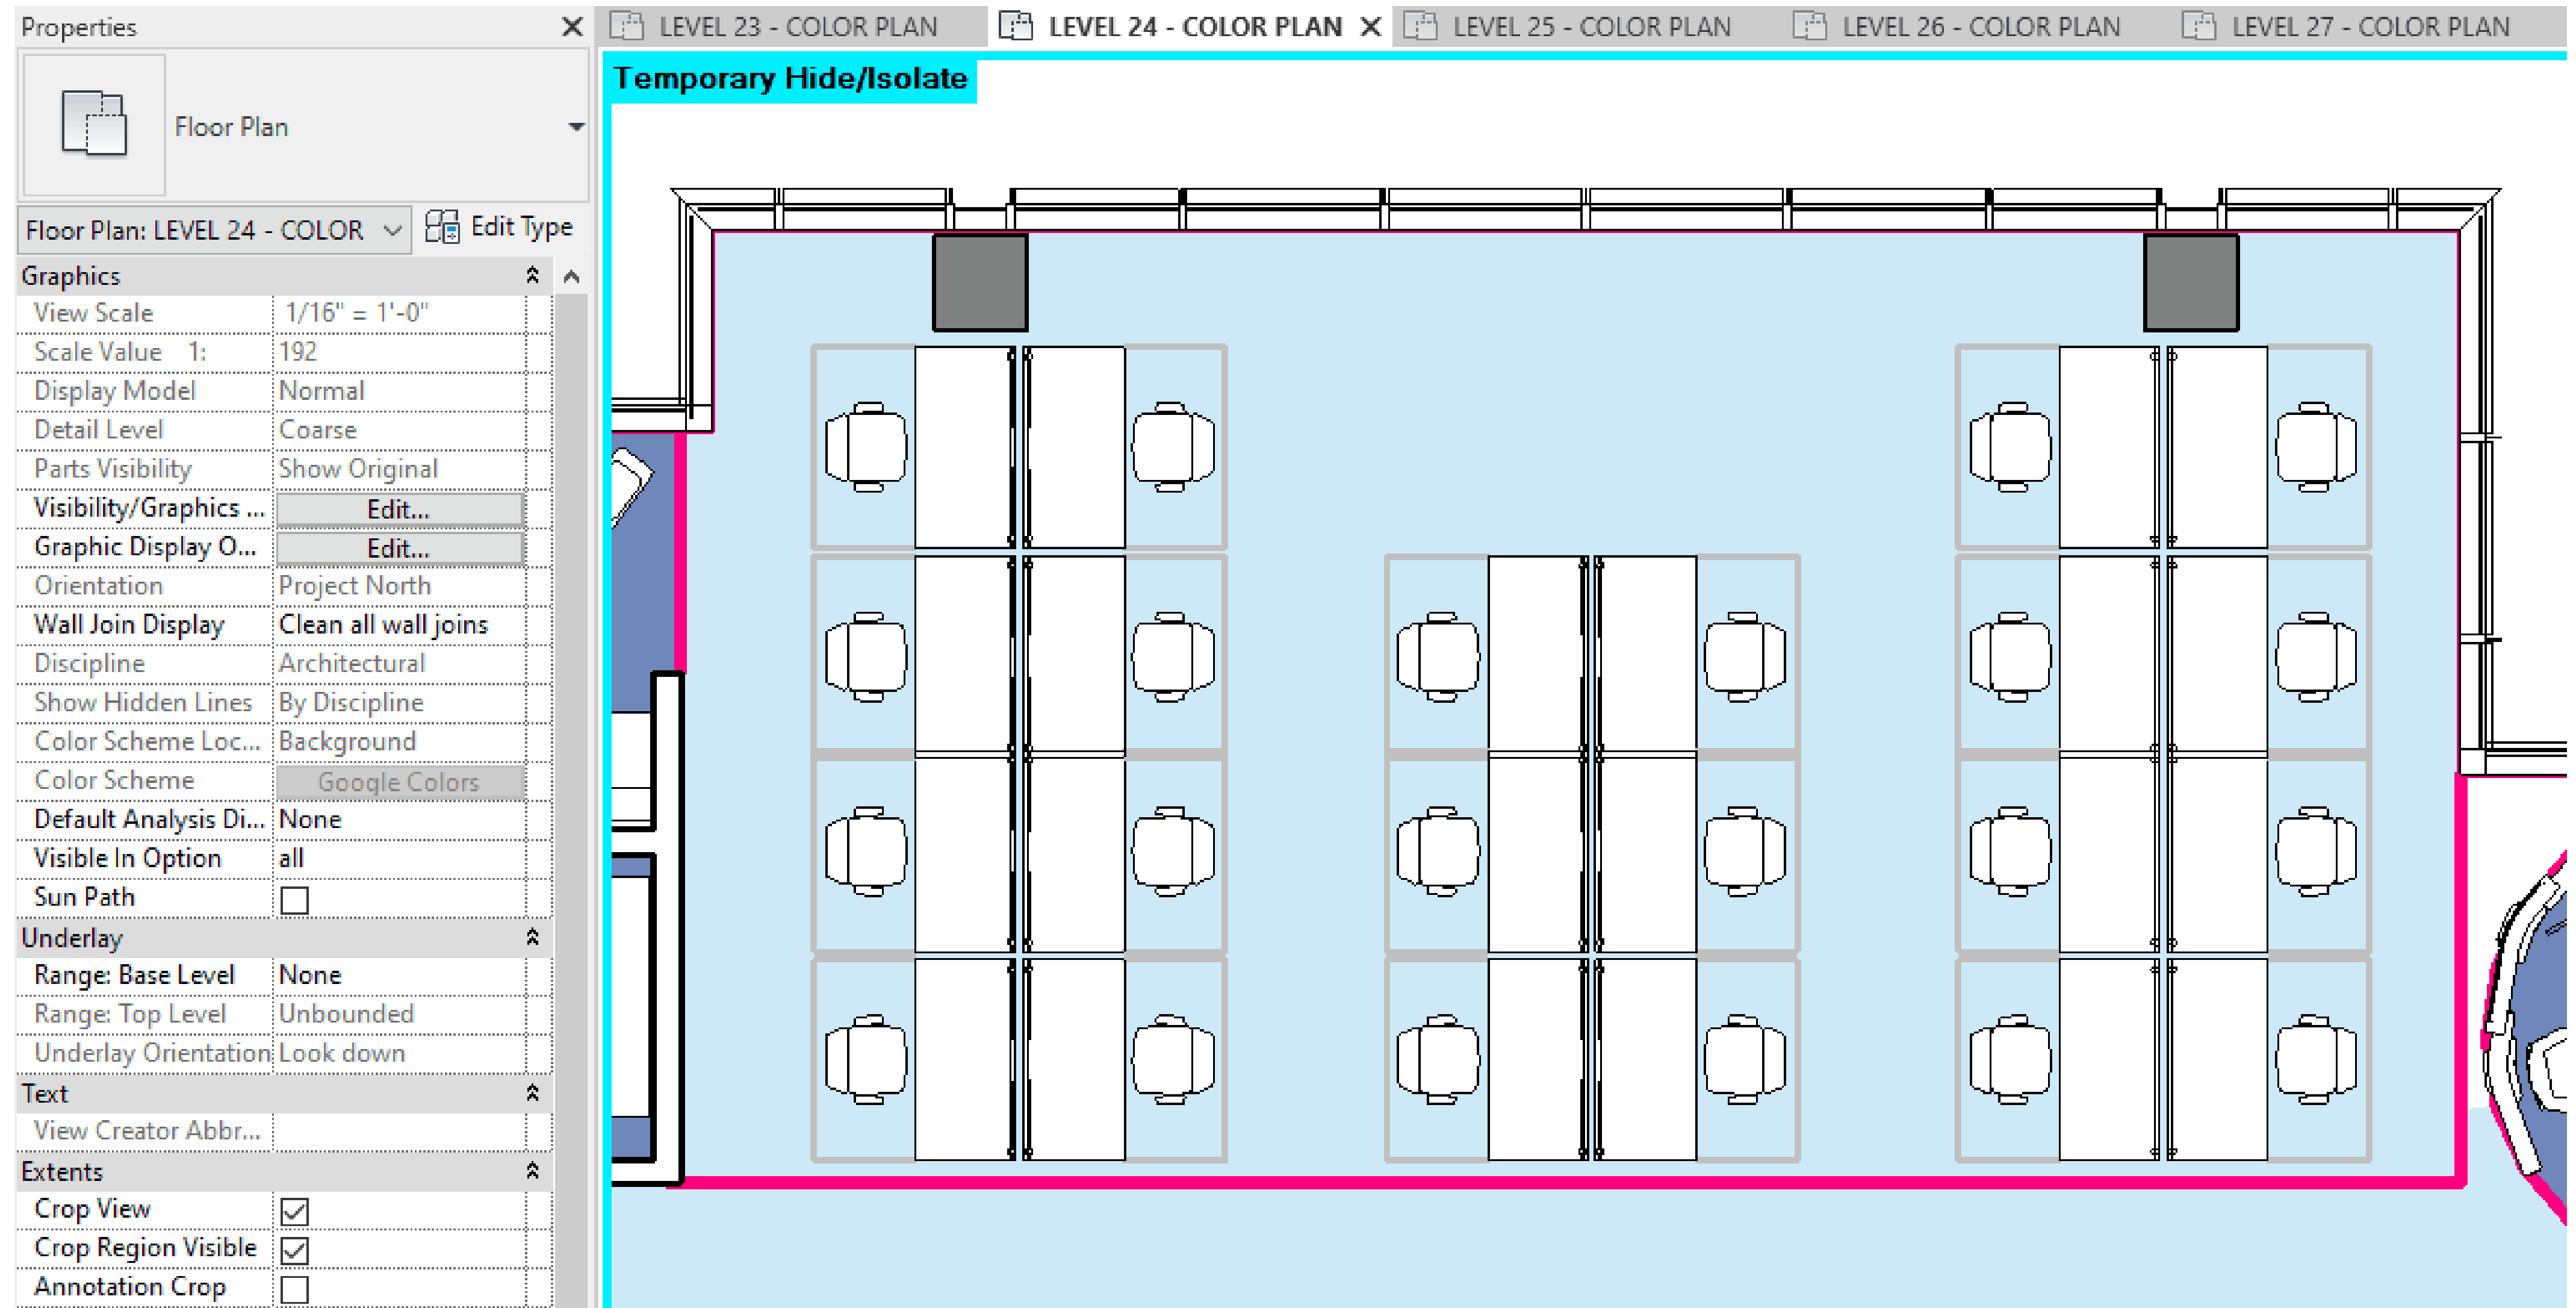 Properties
LEVEL 23 - COLOR PLAN
LEVEL 24 - COLOR PLAN
LEVEL 25 - COLOR PLAN
LEVEL 26 - COLOR PLAN
LEVEL 27 - COLOR PLAN
Temporary Hide/Isolate
Floor Plan
Floor Plan: LEVEL 24 - COLOR
Edit Type
Graphics
View Scale 1/16" = 1'-0"
Scale Value 1: 192
Display Model Normal
Detail Level Coarse
Parts Visibility Show Original
Visibility/Graphics ... Edit...
Graphic Display O... Edit...
Orientation Project North
Wall Join Display Clean all wall joins
Discipline Architectural
Show Hidden Lines By Discipline
Color Scheme Loc... Background
Color Scheme Google Colors
Default Analysis Di... None
Visible In Option all
Sun Path
Underlay
Range: Base Level None
Range: Top Level Unbounded
Underlay Orientation Look down
Text
View Creator Abbr...
Extents
Crop View
Crop Region Visible
Annotation Crop